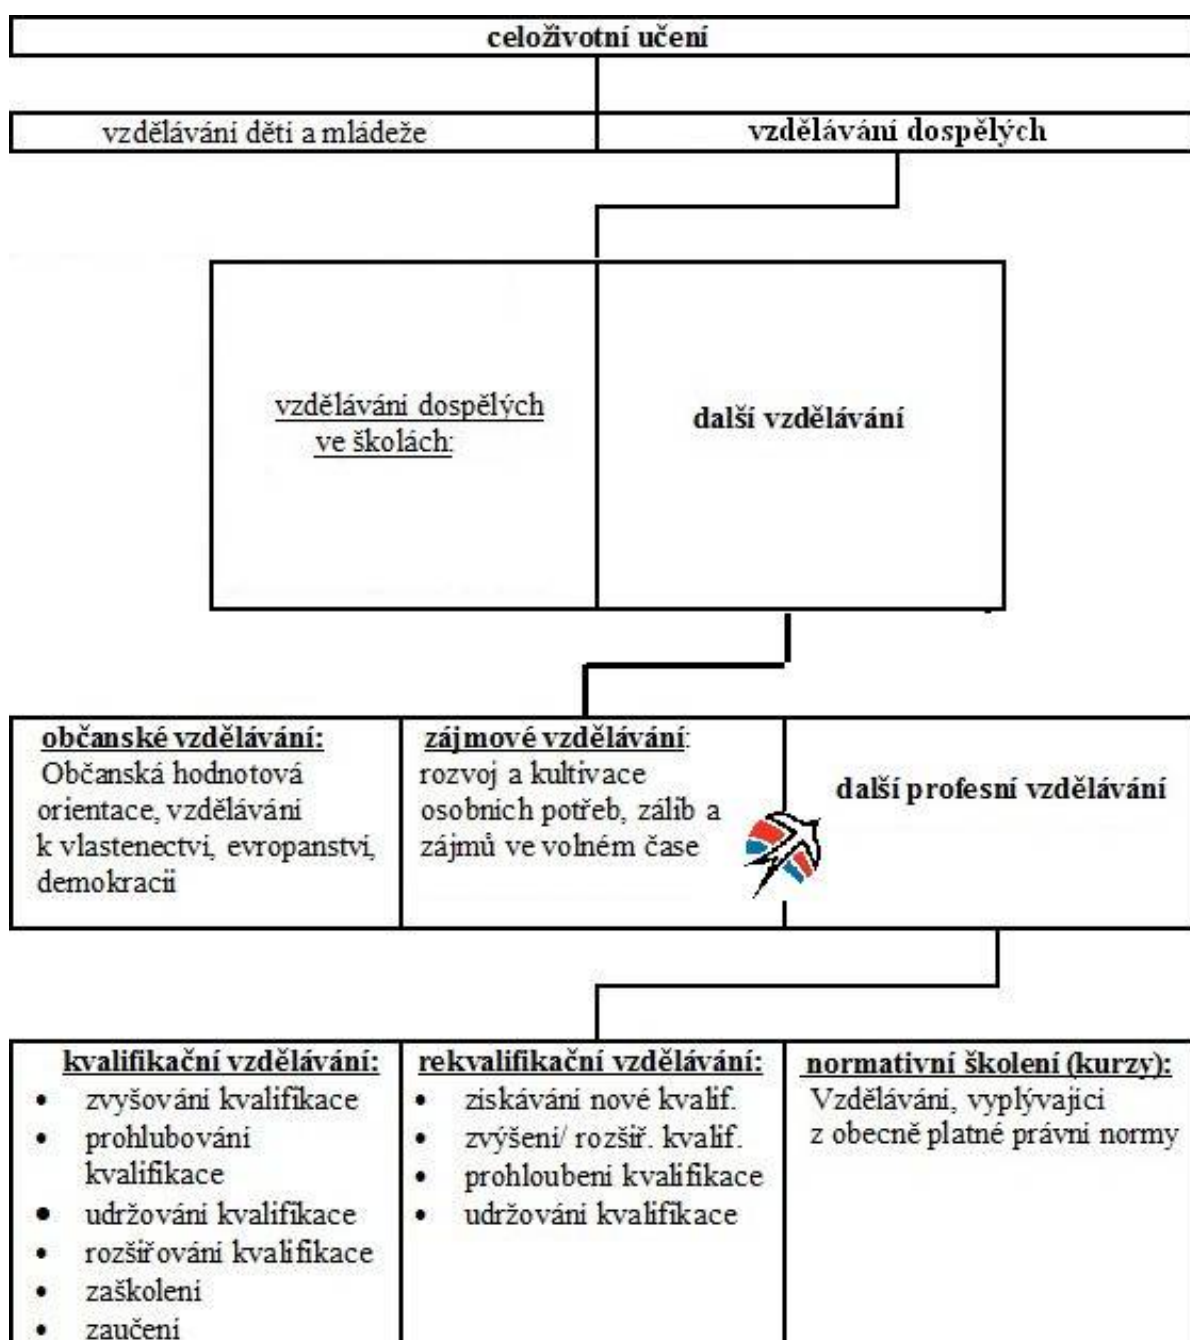 celoživotní učení
vzdělávání dětí a mládeže
vzdělávání dospělých
vzdělávání dospělých
ve školách:
další vzdělávání
občanské vzdělávání:
Občanská hodnotová
orientace, vzdělávání
k vlastenectví, evropanství,
demokracii
zájmové vzdělávání:
rozvoj a kultivace
osobních potřeb, zálib a
zájmů ve volném čase
další profesní vzdělávání
kvalifikační vzdělávání:
• zvyšování kvalifikace
• prohlubování
kvalifikace
• udržování kvalifikace
• rozšiřování kvalifikace
• zaškolení
• zaučení
rekvalifikační vzdělávání:
• získávání nové kvalif.
• zvýšení/ rozšíř. kvalif.
• prohloubení kvalifikace
• udržování kvalifikace
normativní školení (kurzy):
Vzdělávání, vyplývající
z obecně platné právní normy